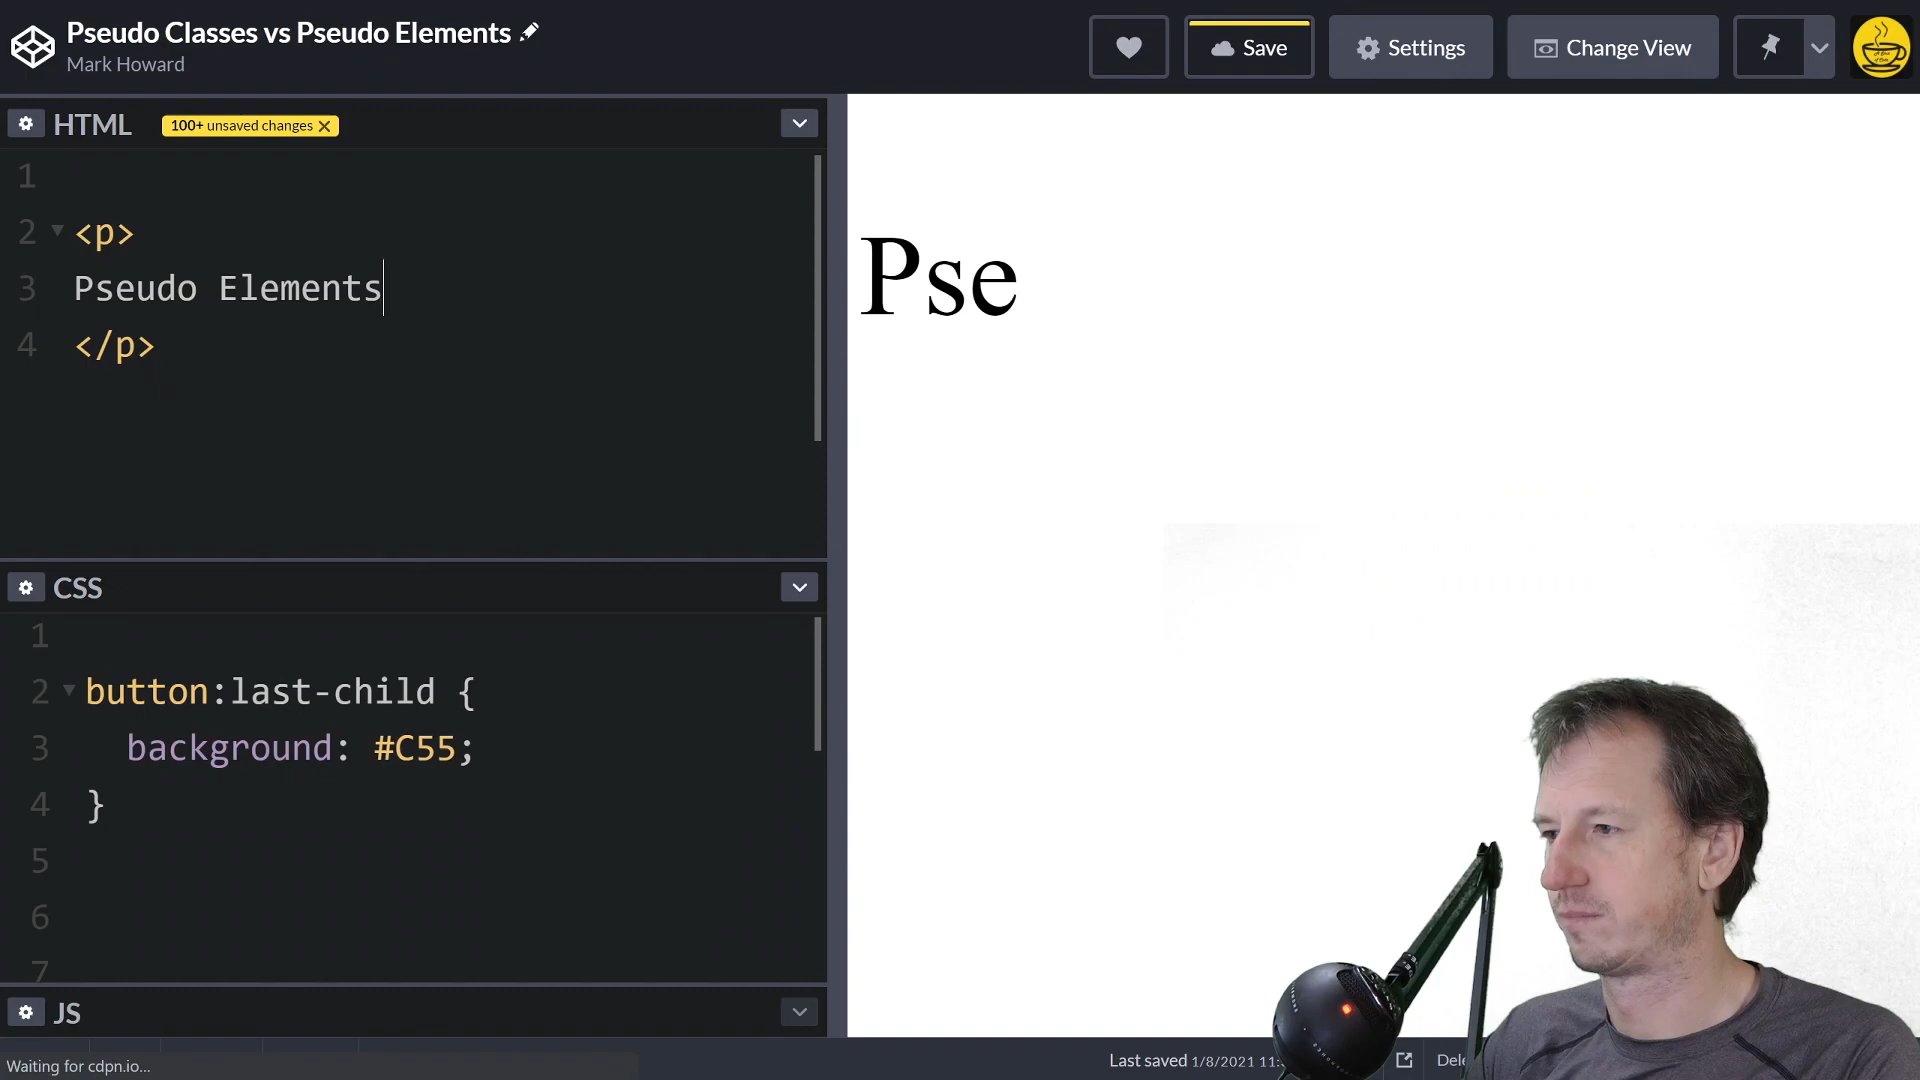 Pseudo Classes vs Pseudo Elements
Mark Howard
Save
Settings
Change View
HTML
100+ unsaved changes
1
2 <p>
3 Pseudo Elements
4 </p>
Pse
CSS
1
2 button:last-child {
3 background: #C55;
4 }
5
6
7
JS
Waiting for cdpn.io...
Last saved 1/8/2021 11: